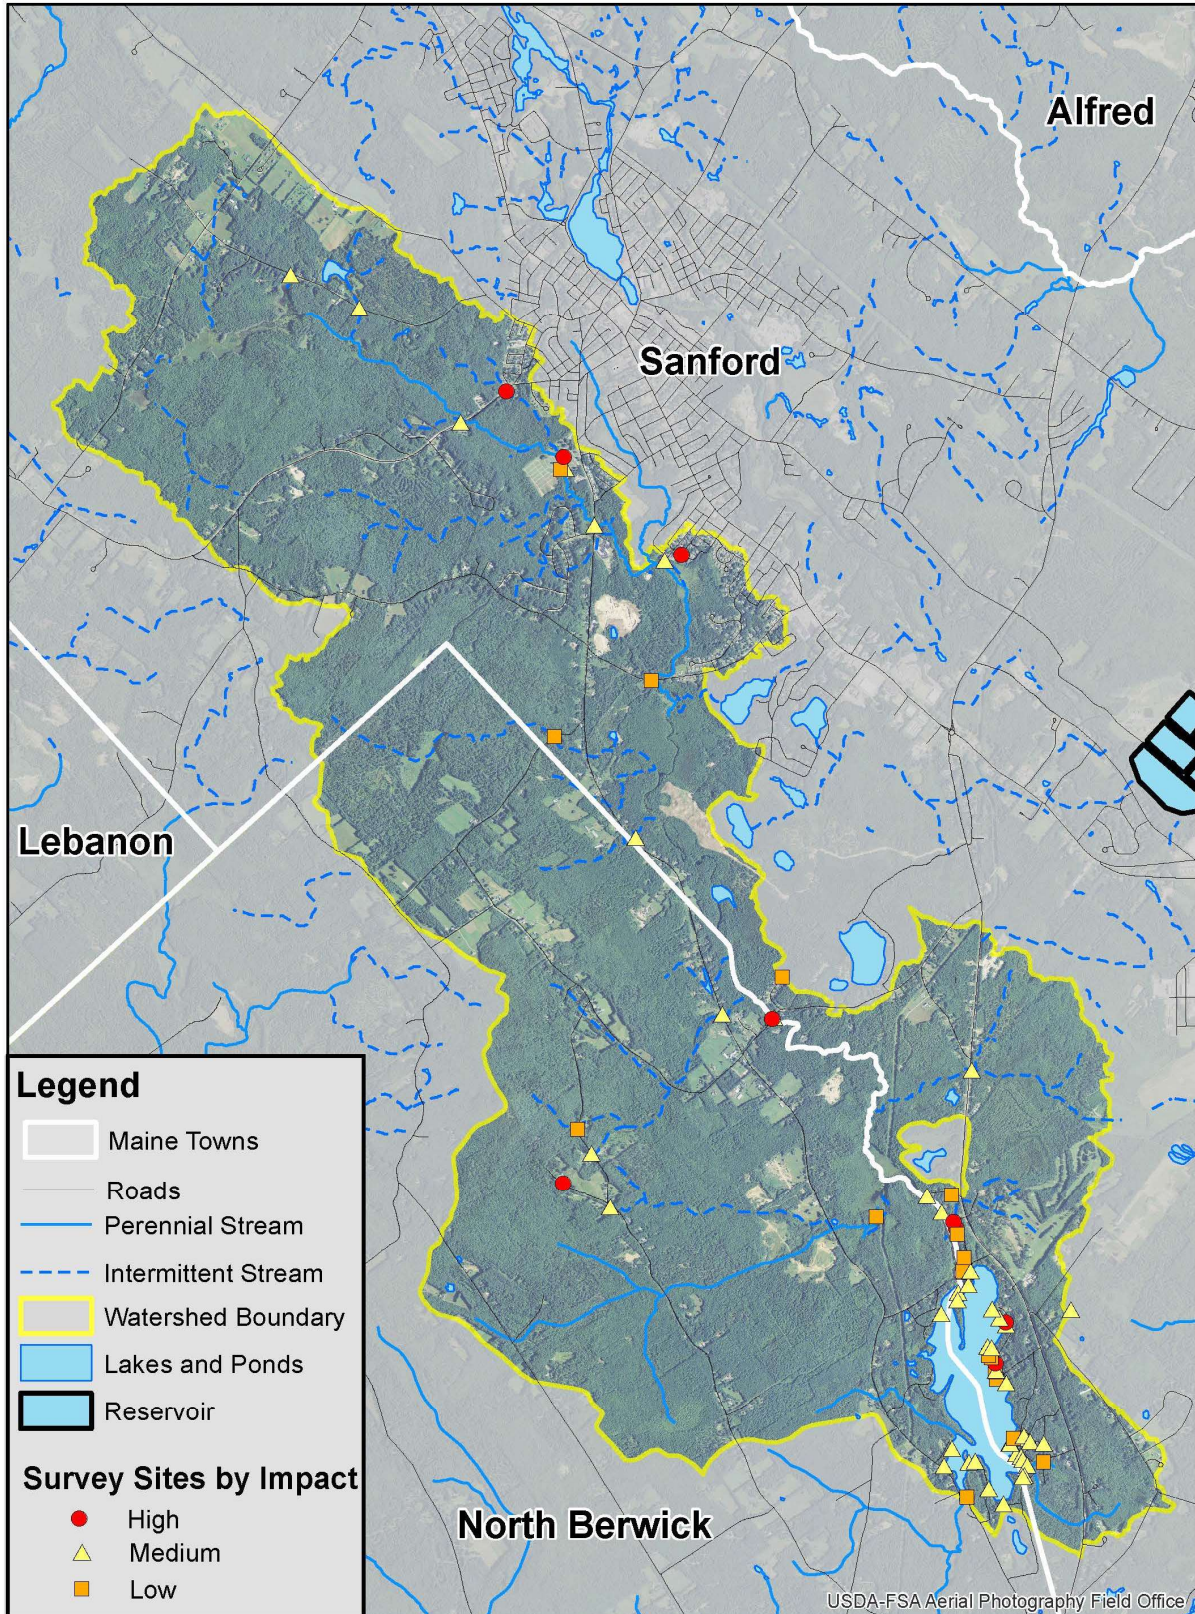 Alfred
Sanford
Lebanon
Legend
Maine Towns
Roads
Perennial Stream
Intermittent Stream
Watershed Boundary
Lakes and Ponds
Reservoir
Survey Sites by Impact
High
Medium
Low
North Berwick
USDA-FSA Aerial Photography Field Office